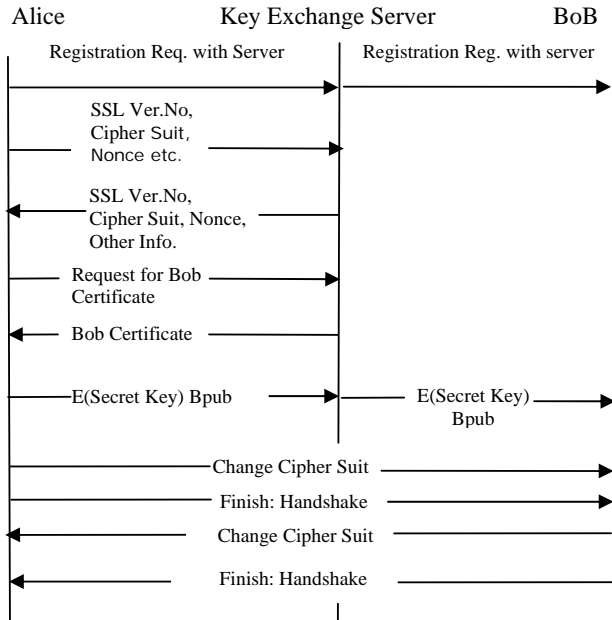 Alice Key Exchange Server BoB
Registration Req. with Server Registration Reg. with server
SSL Ver.No,
Cipher Suit,
Nonce etc.
SSL Ver.No,
Cipher Suit, Nonce,
Other Info.
Request for Bob
Certificate
Bob Certificate
E(Secret Key) Bpub
E(Secret Key)
Bpub
Change Cipher Suit
Finish: Handshake
Change Cipher Suit
Finish: Handshake